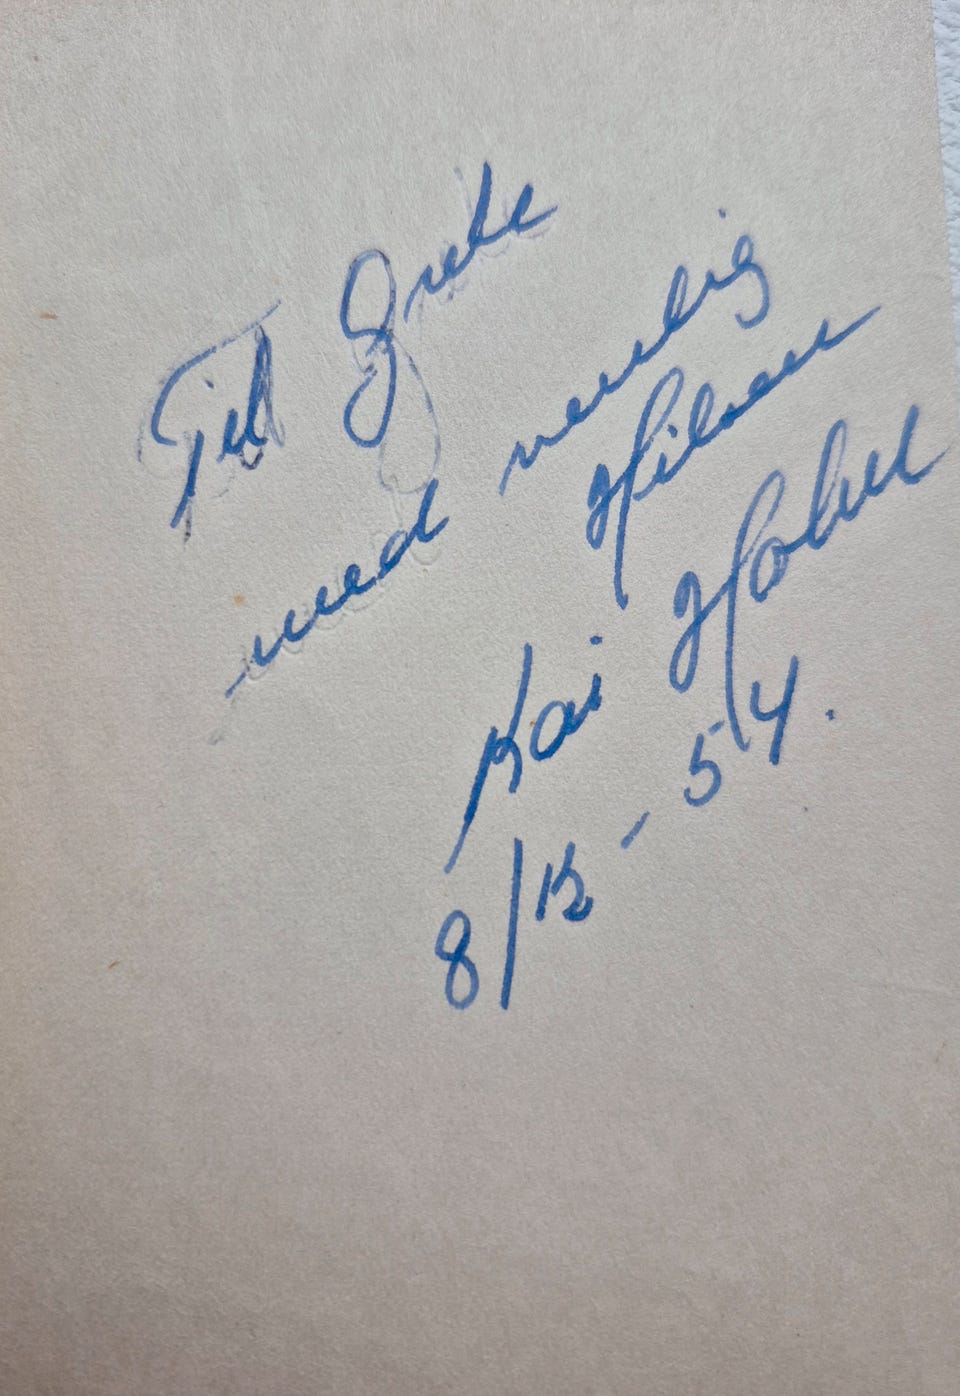 Til Grete
med venlig
Hilsen
Kai Holm
8/12 - 54.